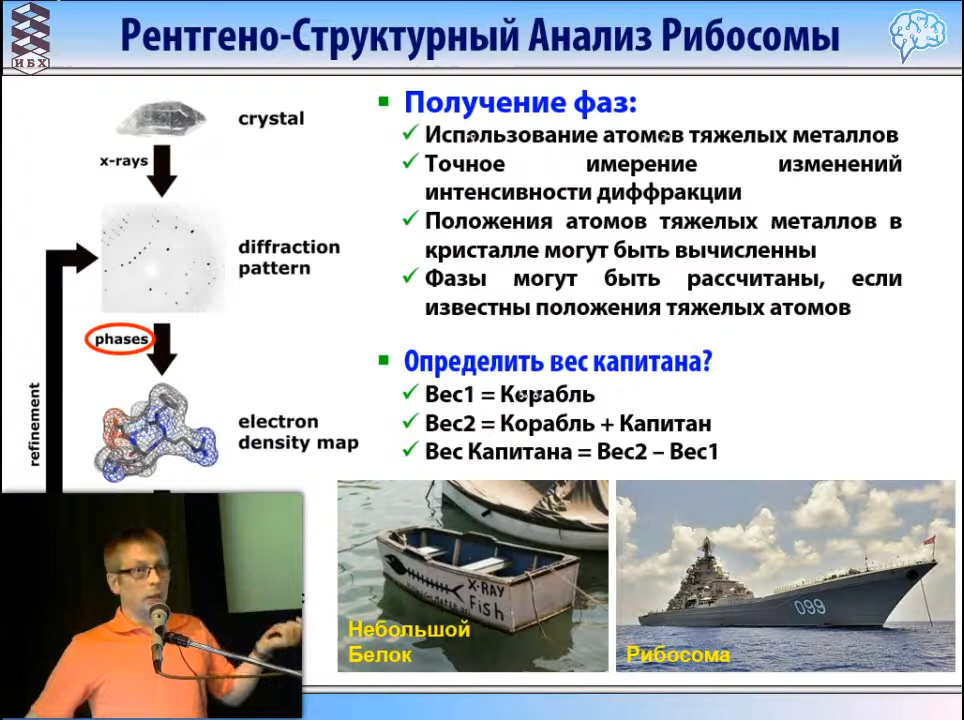 ИБХ
Рентгено-Структурный Анализ Рибосомы
crystal
x-rays
diffraction
pattern
phases
electron
density map
refinement
Получение фаз:
Использование атомов тяжелых металлов
Точное имерение изменений
интенсивности диффракции
Положения атомов тяжелых металлов в
кристалле могут быть вычисленны
Фазы могут быть рассчитаны, если
известны положения тяжелых атомов
Определить вес капитана?
Вес1 = Корабль
Вес2 = Корабль + Капитан
Вес Капитана = Вес2 – Вес1
X-RAY
Fish
Небольшой
Белок
099
Рибосома